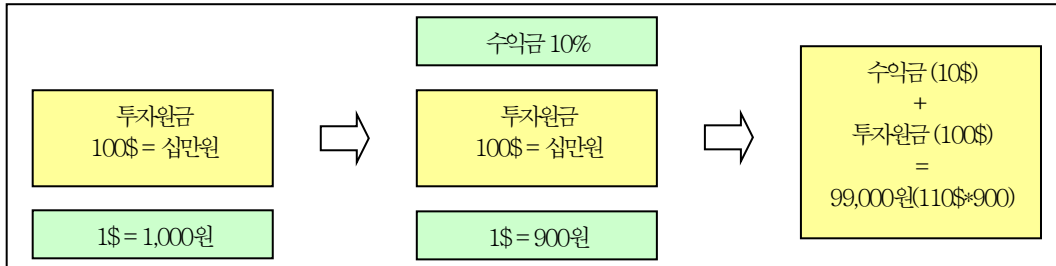 투자원금
100$ = 십만원
1$ = 1,000원
수익금 10%
투자원금
100$ = 십만원
1$ = 900원
수익금 (10$)
+
투자원금 (100$)
=
99,000원(110$*900)